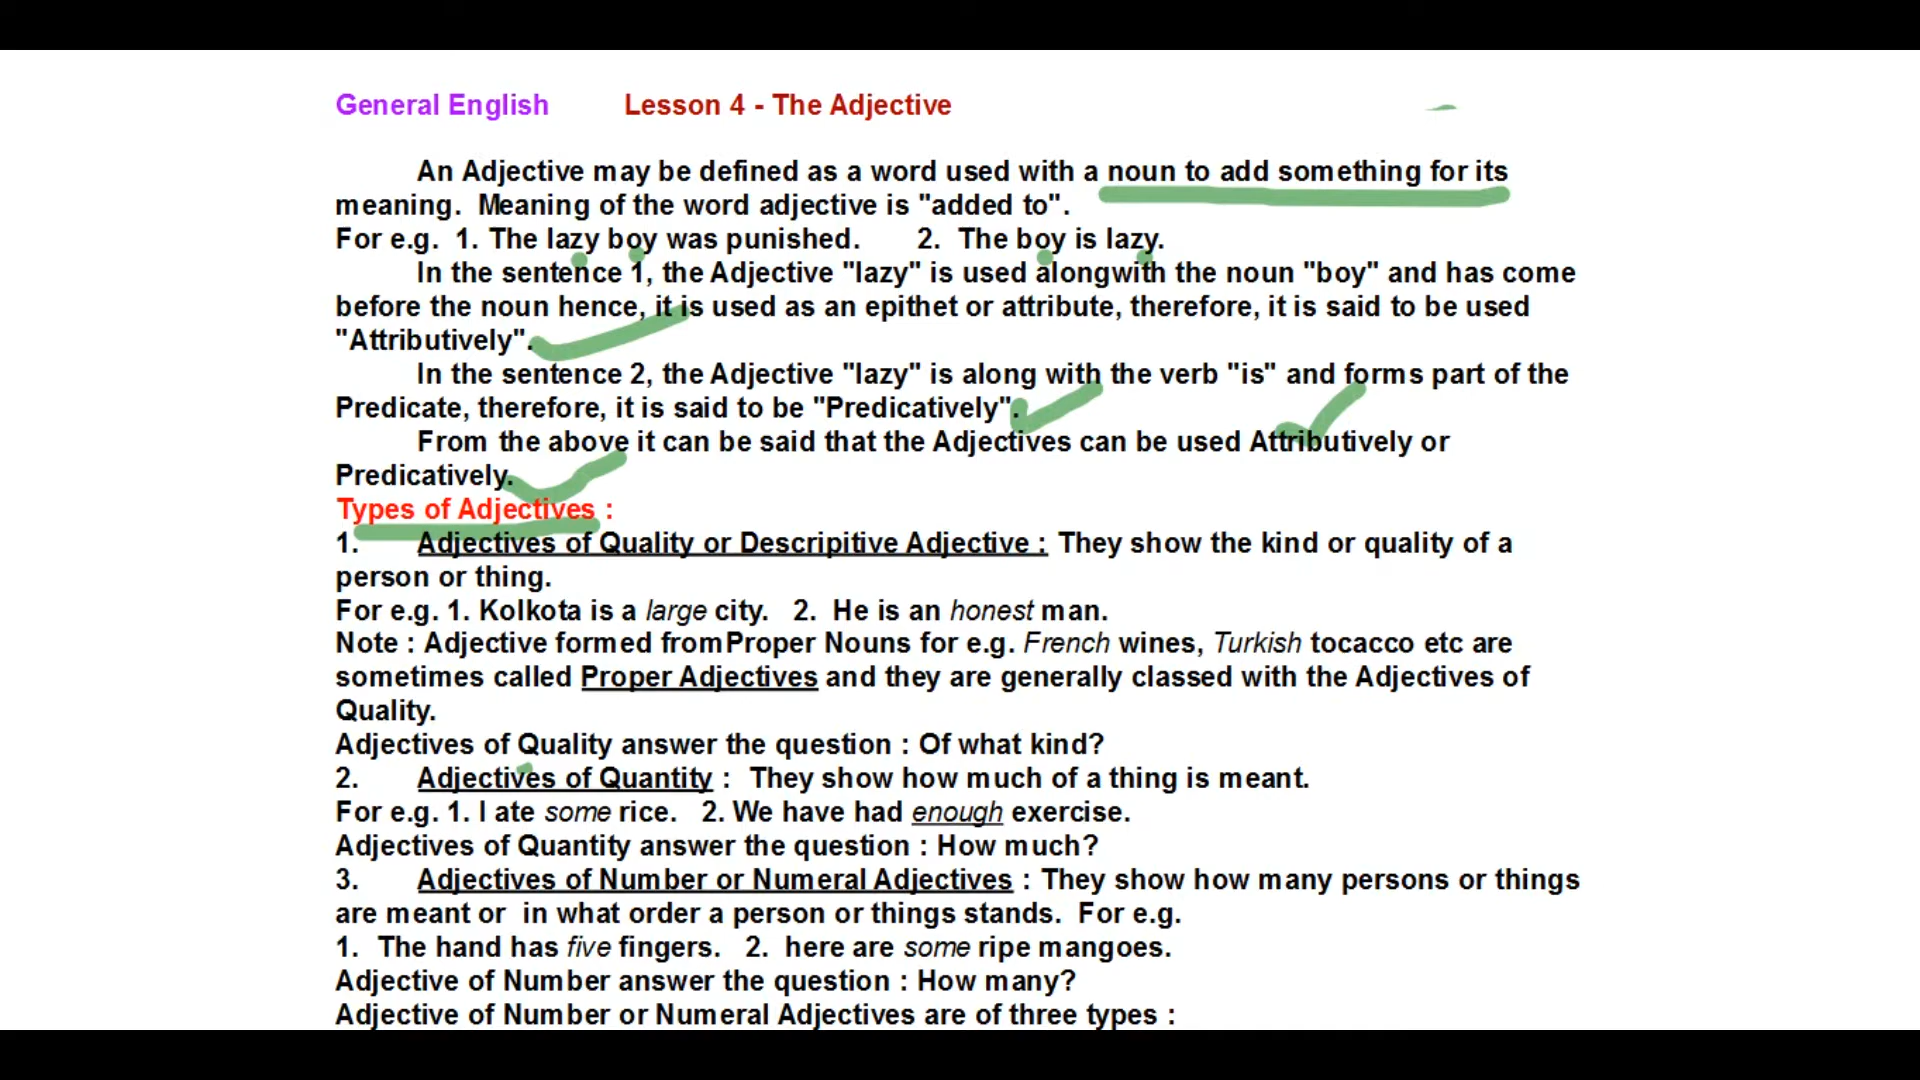 General English Lesson 4 - The Adjective
An Adjective may be defined as a word used with a noun to add something for its
meaning. Meaning of the word adjective is "added to".
For e.g. 1. The lazy boy was punished. 2. The boy is lazy.
In the sentence 1, the Adjective "lazy" is used alongwith the noun "boy" and has come
before the noun hence, it is used as an epithet or attribute, therefore, it is said to be used
"Attributively".
In the sentence 2, the Adjective "lazy" is along with the verb "is" and forms part of the
Predicate, therefore, it is said to be "Predicatively".
From the above it can be said that the Adjectives can be used Attributively or
Predicatively.
Types of Adjectives :
1. Adjectives of Quality or Descripitive Adjective : They show the kind or quality of a
person or thing.
For e.g. 1. Kolkota is a large city. 2. He is an honest man.
Note : Adjective formed fromProper Nouns for e.g. French wines, Turkish tocacco etc are
sometimes called Proper Adjectives and they are generally classed with the Adjectives of
Quality.
Adjectives of Quality answer the question : Of what kind?
2. Adjectives of Quantity : They show how much of a thing is meant.
For e.g. 1. I ate some rice. 2. We have had enough exercise.
Adjectives of Quantity answer the question : How much?
3. Adjectives of Number or Numeral Adjectives : They show how many persons or things
are meant or in what order a person or things stands. For e.g.
1. The hand has five fingers. 2. here are some ripe mangoes.
Adjective of Number answer the question : How many?
Adjective of Number or Numeral Adjectives are of three types :